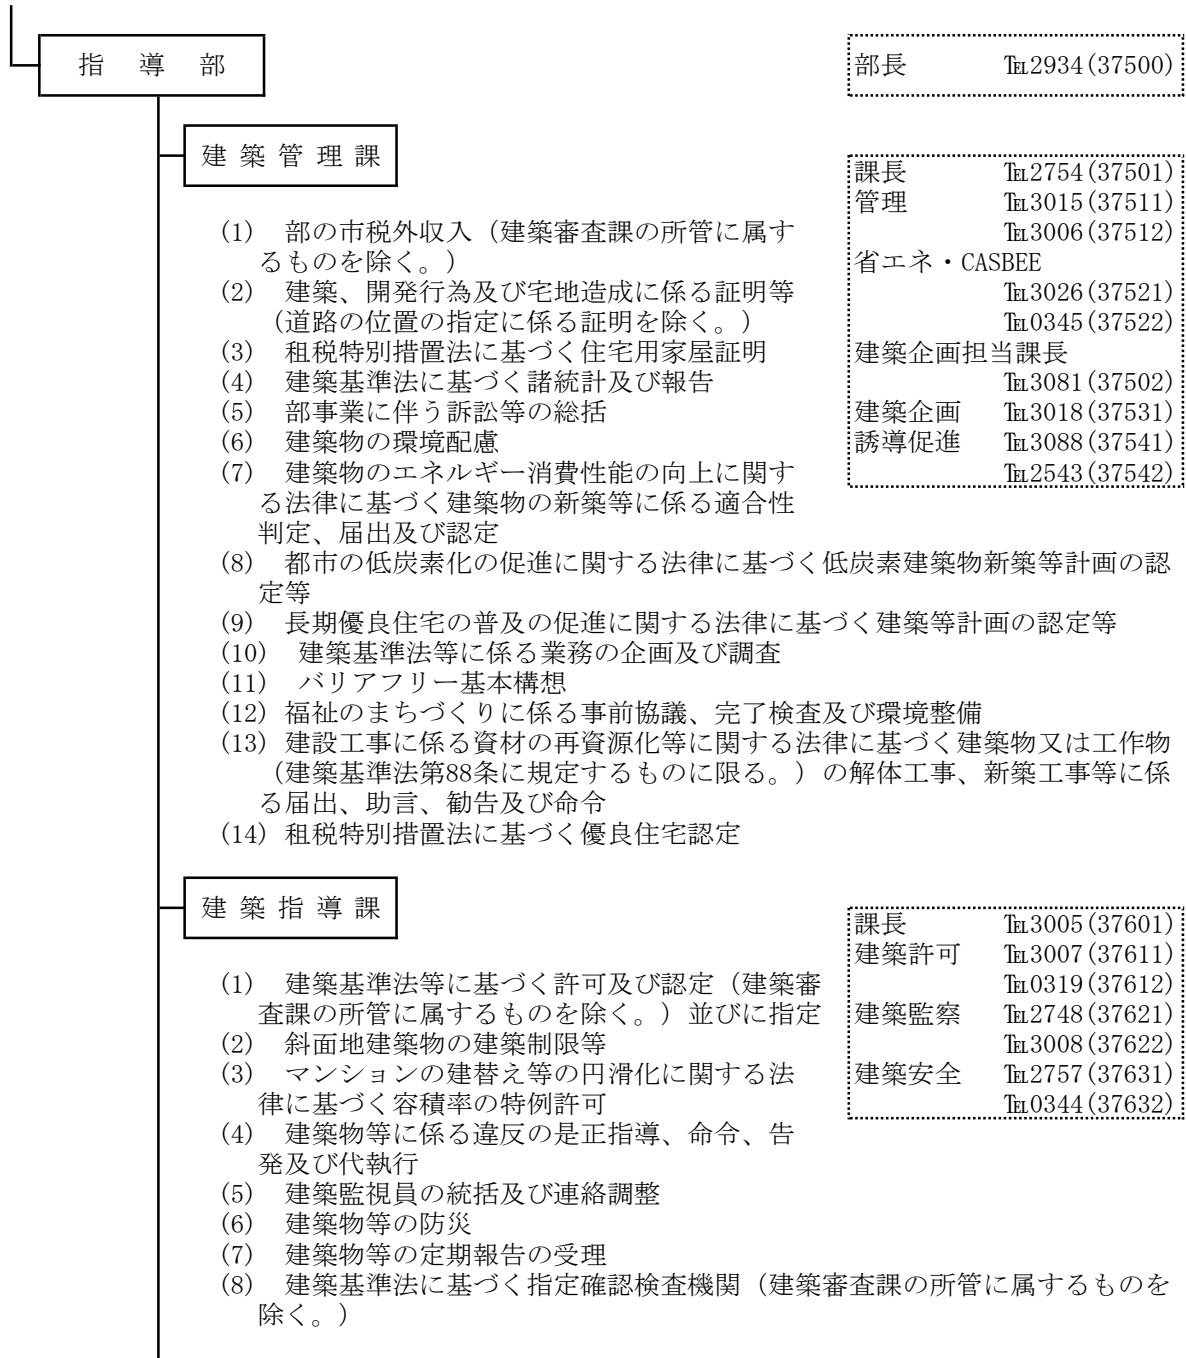 指導部
部長 ℡2934(37500)
建築管理課
課長 ℡2754(37501)
管理 ℡3015(37511)
℡3006(37512)
省エネ・CASBEE
℡3026(37521)
℡0345(37522)
建築企画担当課長
℡3081(37502)
建築企画 ℡3018(37531)
誘導促進 ℡3088(37541)
℡2543(37542)
(1) 部の市税外収入（建築審査課の所管に属す
るものを除く。）
(2) 建築、開発行為及び宅地造成に係る証明等
（道路の位置の指定に係る証明を除く。）
(3) 租税特別措置法に基づく住宅用家屋証明
(4) 建築基準法に基づく諸統計及び報告
(5) 部事業に伴う訴訟等の総括
(6) 建築物の環境配慮
(7) 建築物のエネルギー消費性能の向上に関す
る法律に基づく建築物の新築等に係る適合性
判定、届出及び認定
(8) 都市の低炭素化の促進に関する法律に基づく低炭素建築物新築等計画の認
定等
(9) 長期優良住宅の普及の促進に関する法律に基づく建築等計画の認定等
(10) 建築基準法等に係る業務の企画及び調査
(11) バリアフリー基本構想
(12) 福祉のまちづくりに係る事前協議、完了検査及び環境整備
(13) 建設工事に係る資材の再資源化等に関する法律に基づく建築物又は工作物
（建築基準法第88条に規定するものに限る。）の解体工事、新築工事等に係
る届出、助言、勧告及び命令
(14) 租税特別措置法に基づく優良住宅認定
建築指導課
課長 ℡3005(37601)
建築許可 ℡3007(37611)
℡0319(37612)
建築監察 ℡2748(37621)
℡3008(37622)
建築安全 ℡2757(37631)
℡0344(37632)
(1) 建築基準法等に基づく許可及び認定（建築審
査課の所管に属するものを除く。）並びに指定
(2) 斜面地建築物の建築制限等
(3) マンションの建替え等の円滑化に関する法
律に基づく容積率の特例許可
(4) 建築物等に係る違反の是正指導、命令、告
発及び代執行
(5) 建築監視員の統括及び連絡調整
(6) 建築物等の防災
(7) 建築物等の定期報告の受理
(8) 建築基準法に基づく指定確認検査機関（建築審査課の所管に属するものを
除く。）